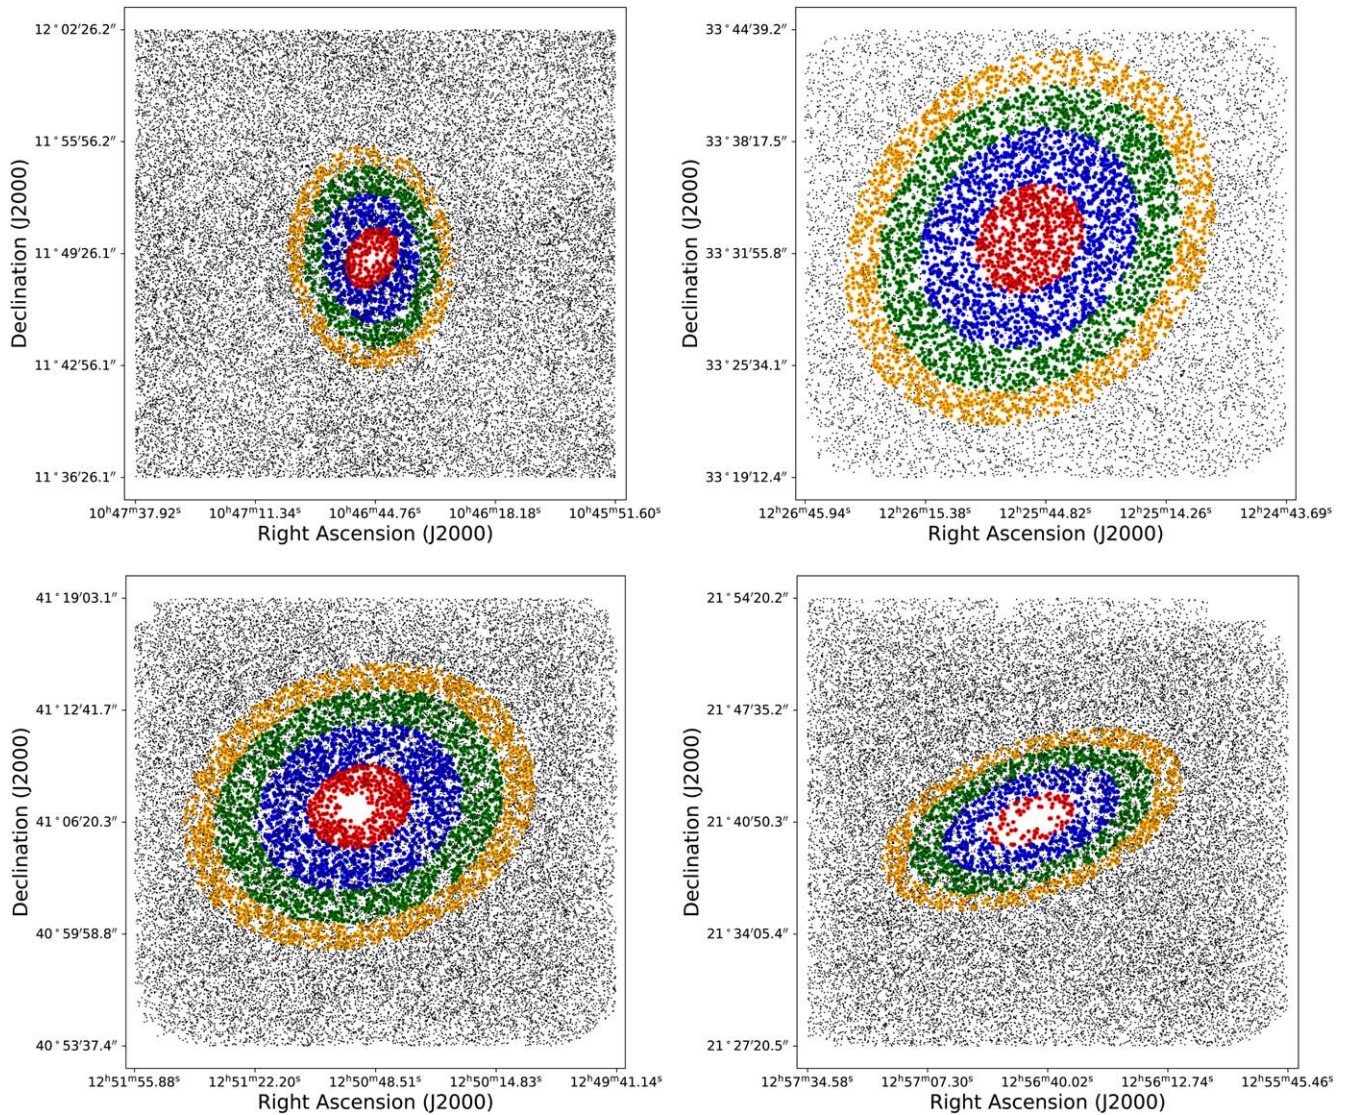 12°02′26.2″
11°55′56.2″
11°49′26.1″
11°42′56.1″
11°36′26.1″
Declination (J2000)
10ʰ47ᵐ37.92ˢ 10ʰ47ᵐ11.34ˢ 10ʰ46ᵐ44.76ˢ 10ʰ46ᵐ18.18ˢ 10ʰ45ᵐ51.60ˢ
Right Ascension (J2000)
33°44′39.2″
33°38′17.5″
33°31′55.8″
33°25′34.1″
33°19′12.4″
Declination (J2000)
12ʰ26ᵐ45.94ˢ 12ʰ26ᵐ15.38ˢ 12ʰ25ᵐ44.82ˢ 12ʰ25ᵐ14.26ˢ 12ʰ24ᵐ43.69ˢ
Right Ascension (J2000)
41°19′03.1″
41°12′41.7″
41°06′20.3″
40°59′58.8″
40°53′37.4″
Declination (J2000)
12ʰ51ᵐ55.88ˢ 12ʰ51ᵐ22.20ˢ 12ʰ50ᵐ48.51ˢ 12ʰ50ᵐ14.83ˢ 12ʰ49ᵐ41.14ˢ
Right Ascension (J2000)
21°54′20.2″
21°47′35.2″
21°40′50.3″
21°34′05.4″
21°27′20.5″
Declination (J2000)
12ʰ57ᵐ34.58ˢ 12ʰ57ᵐ07.30ˢ 12ʰ56ᵐ40.02ˢ 12ʰ56ᵐ12.74ˢ 12ʰ55ᵐ45.46ˢ
Right Ascension (J2000)